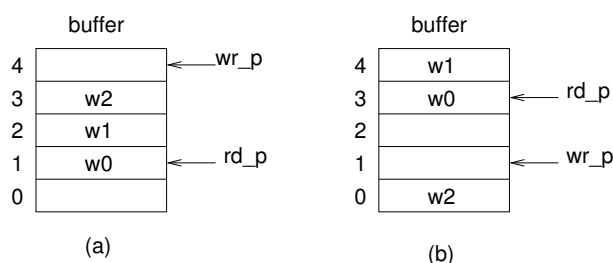 buffer
4
wr_p
3 w2
2 w1
1 w0 rd_p
0
(a)
buffer
4 w1
3 w0 rd_p
2
1 wr_p
0 w2
(b)